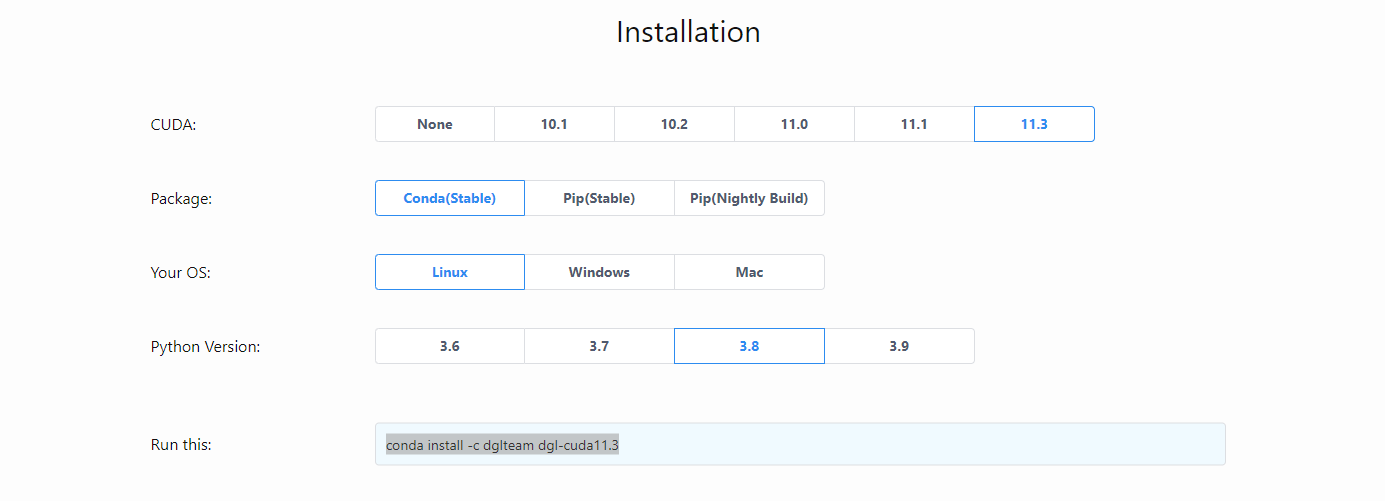 Installation
CUDA: None 10.1 10.2 11.0 11.1 11.3
Package: Conda(Stable) Pip(Stable) Pip(Nightly Build)
Your OS: Linux Windows Mac
Python Version: 3.6 3.7 3.8 3.9
Run this: conda install -c dglteam dgl-cuda11.3